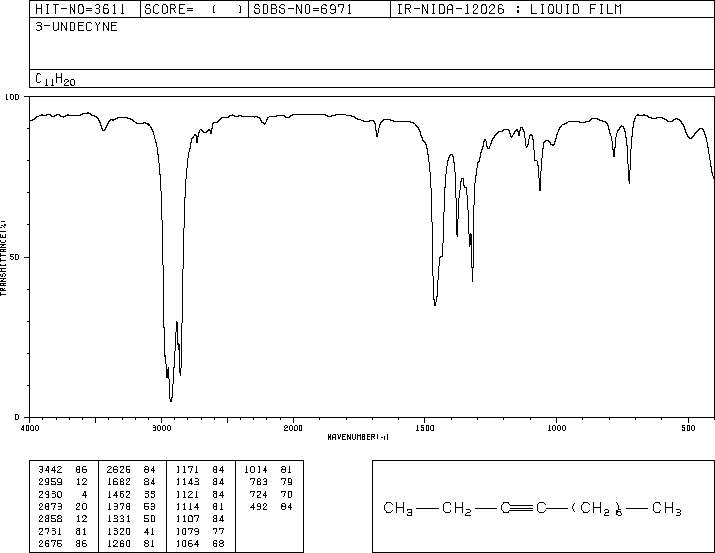 HIT-NO=3611 SCORE= ( ) SDBS-NO=6971 IR-NIDA-12026 : LIQUID FILM
3-UNDECYNE
C11H20
100
TRANSMITTANCE(%)
50
0
4000 3000 2000 1500 1000 500
WAVENUMBER(-1)
3442 86 2626 84 1171 84 1014 81
2959 12 1682 84 1143 84 783 79
2930 4 1462 35 1121 84 724 70
2873 20 1378 53 1114 81 492 84
2858 12 1331 50 1107 84
2731 81 1320 41 1079 77
2676 86 1260 81 1064 68
CH3 CH2 C C (CH2)6 CH3